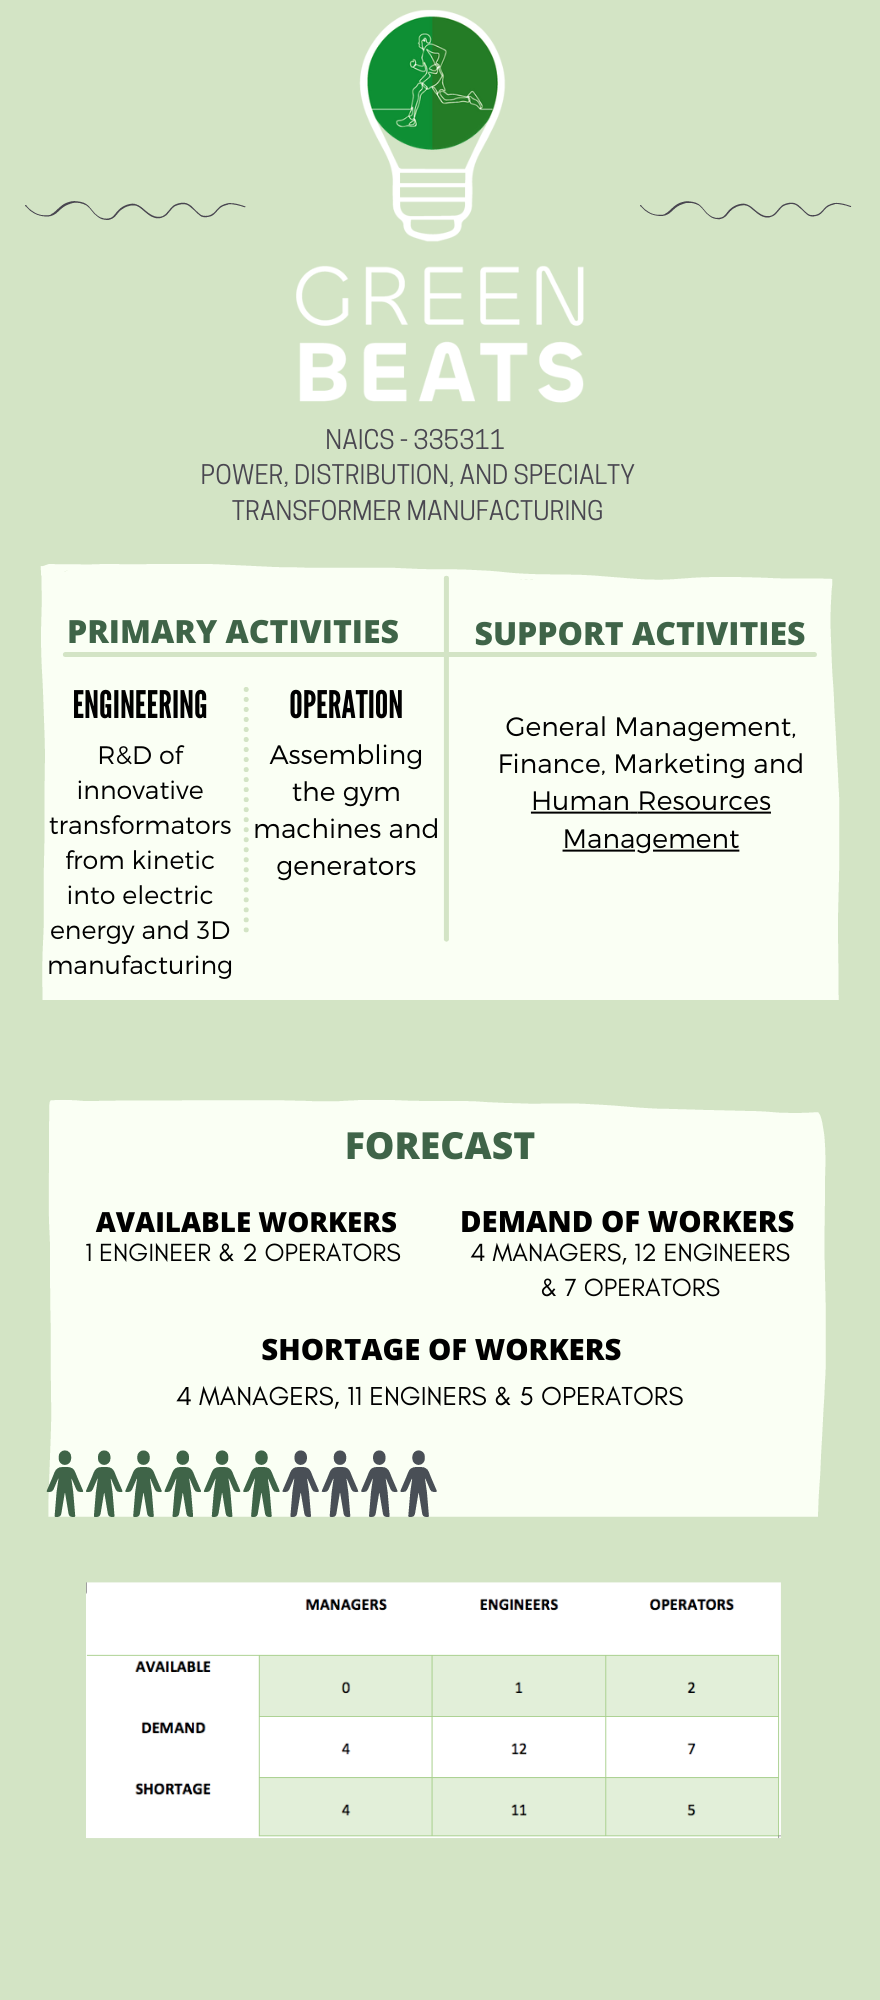 GREEN
BEATS
NAICS - 335311
POWER, DISTRIBUTION, AND SPECIALTY
TRANSFORMER MANUFACTURING
PRIMARY ACTIVITIES
ENGINEERING
R&D of
innovative
transformators
from kinetic
into electric
energy and 3D
manufacturing
OPERATION
Assembling
the gym
machines and
generators
SUPPORT ACTIVITIES
General Management,
Finance, Marketing and
Human Resources
Management
FORECAST
AVAILABLE WORKERS
1 ENGINEER & 2 OPERATORS
DEMAND OF WORKERS
4 MANAGERS, 12 ENGINEERS
& 7 OPERATORS
SHORTAGE OF WORKERS
4 MANAGERS, 11 ENGINERS & 5 OPERATORS
MANAGERS ENGINEERS OPERATORS
AVAILABLE 0 1 2
DEMAND 4 12 7
SHORTAGE 4 11 5